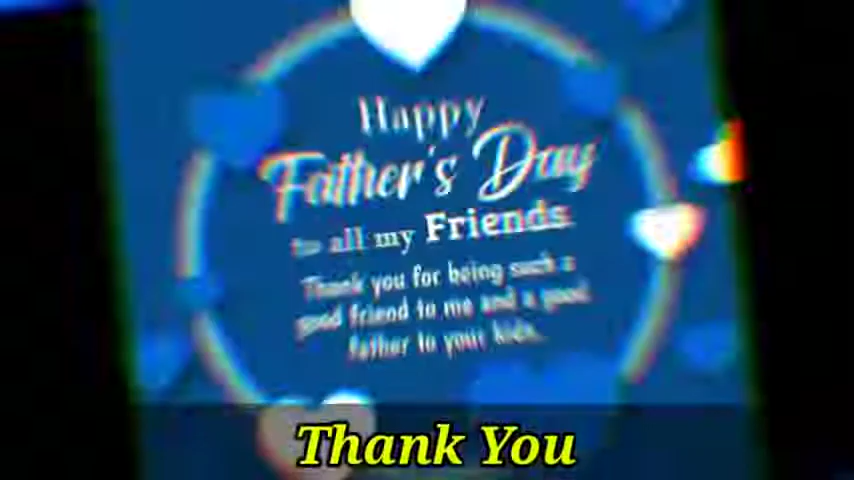 Happy
Father's Day
to all my Friends
Thank you for being such a
good friend to me and a good
father to your kids.
Thank You